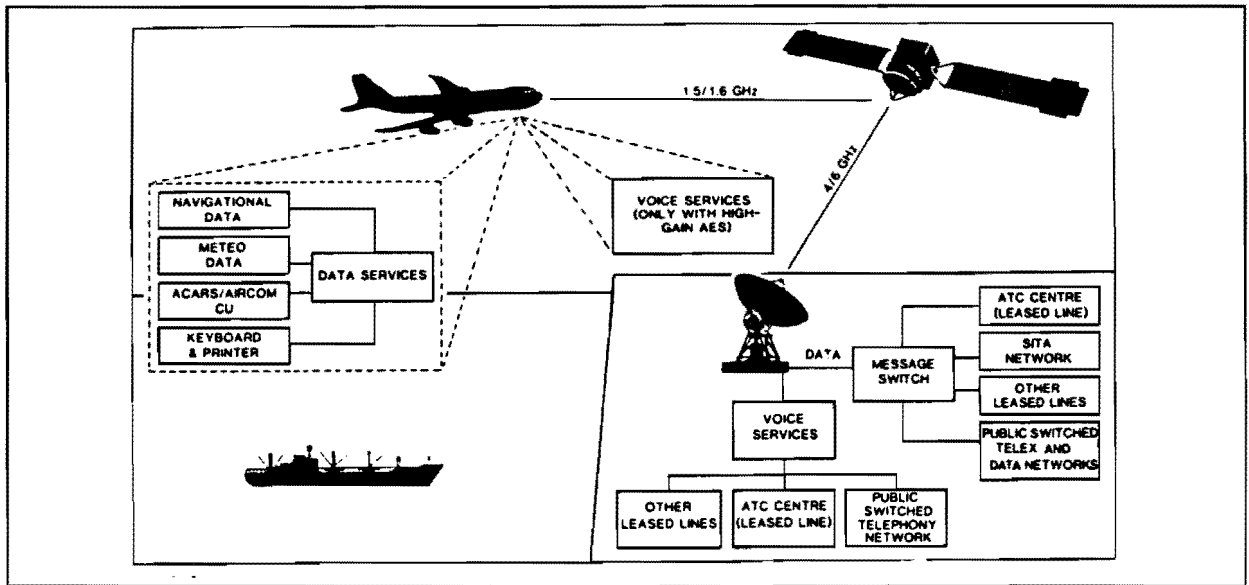 1.5/1.6 GHz
4/6 GHz
NAVIGATIONAL
DATA
METEO
DATA
ACARS/AIRCOM
CU
KEYBOARD
& PRINTER
DATA SERVICES
VOICE SERVICES
(ONLY WITH HIGH-
GAIN AES)
DATA
MESSAGE
SWITCH
ATC CENTRE
(LEASED LINE)
SITA
NETWORK
OTHER
LEASED LINES
PUBLIC SWITCHED
TELEX AND
DATA NETWORKS
VOICE
SERVICES
OTHER
LEASED LINES
ATC CENTRE
(LEASED LINE)
PUBLIC
SWITCHED
TELEPHONY
NETWORK